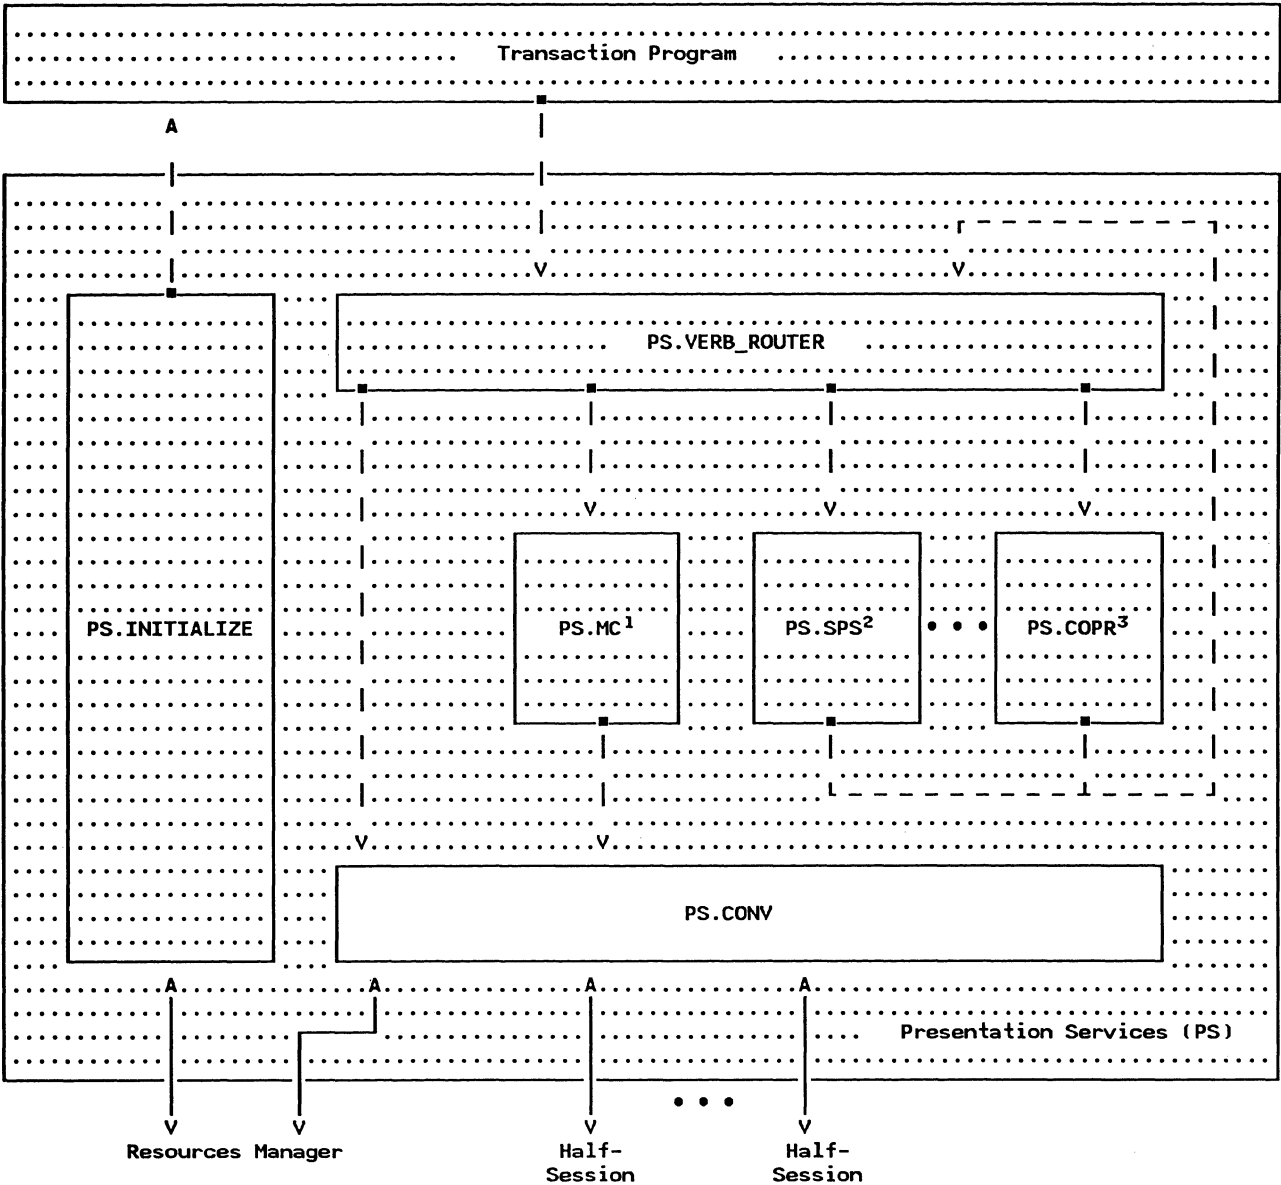 Transaction Program
PS.VERB_ROUTER
PS.INITIALIZE
PS.MC¹
PS.SPS²
PS.COPR³
PS.CONV
Presentation Services (PS)
Resources Manager
Half-
Session
Half-
Session